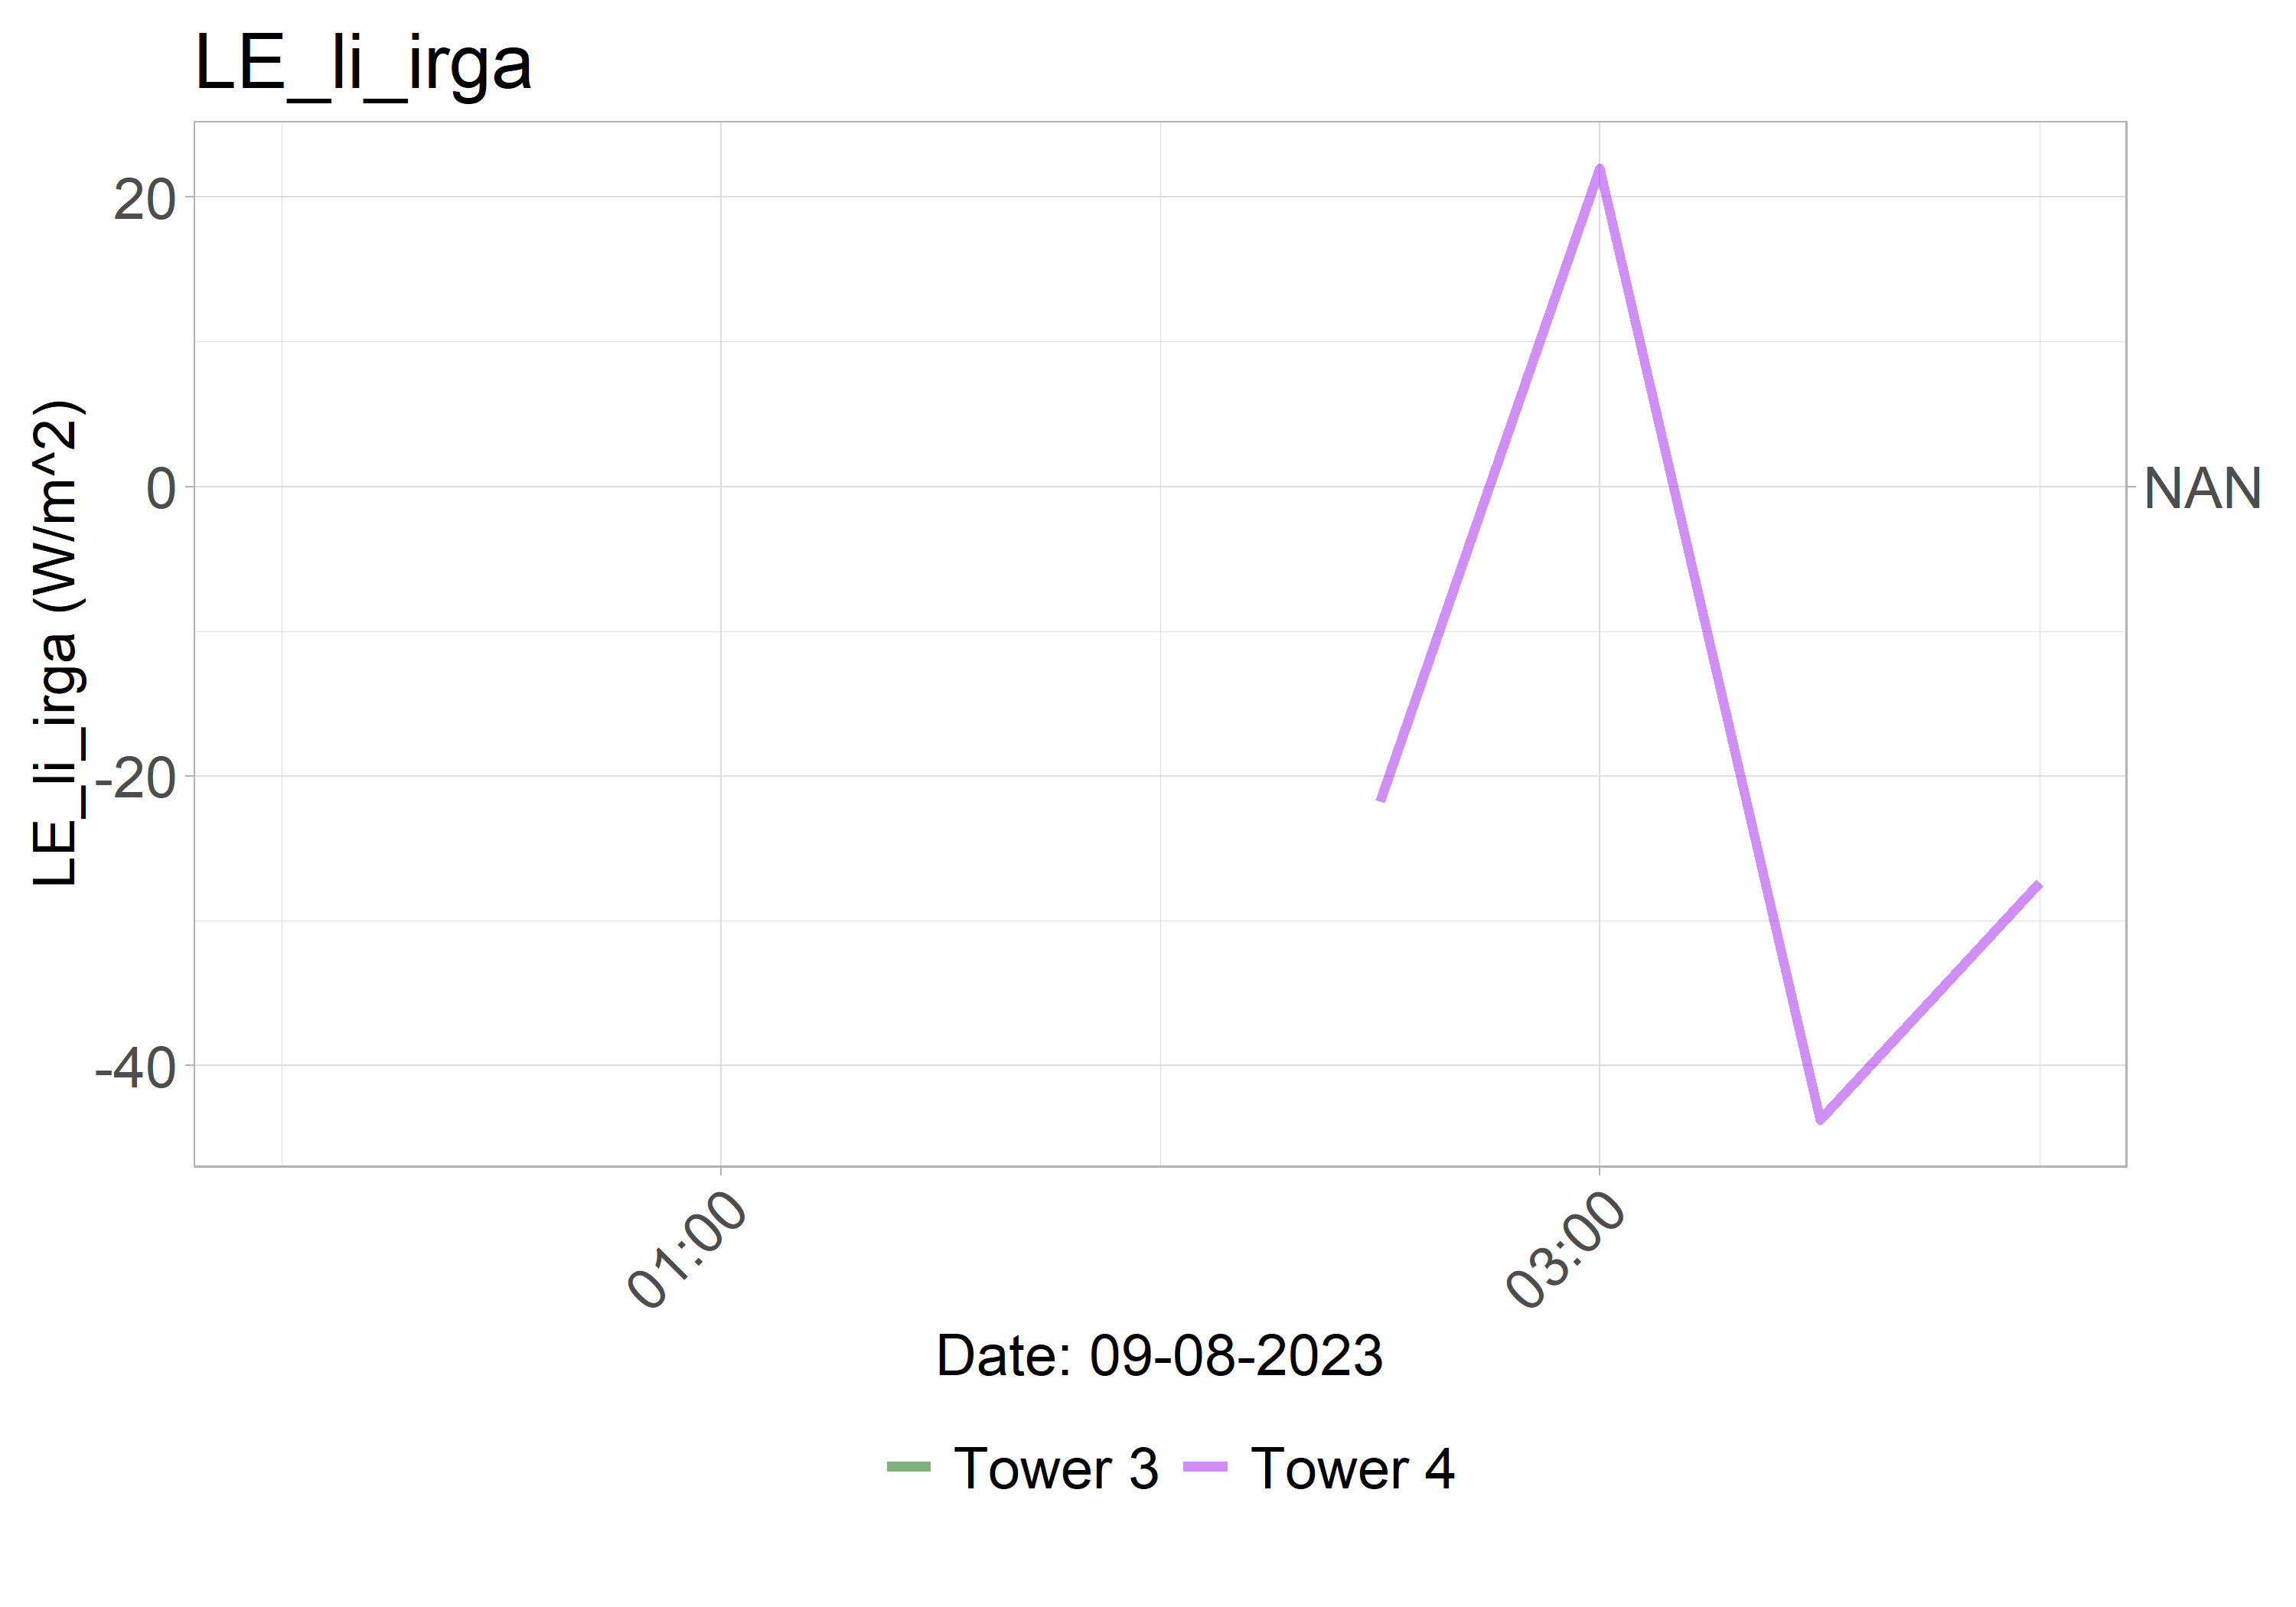 LE_li_irga
LE_li_irga (W/m^2)
20
0
-20
-40
NAN
01:00
03:00
Date: 09-08-2023
Tower 3
Tower 4